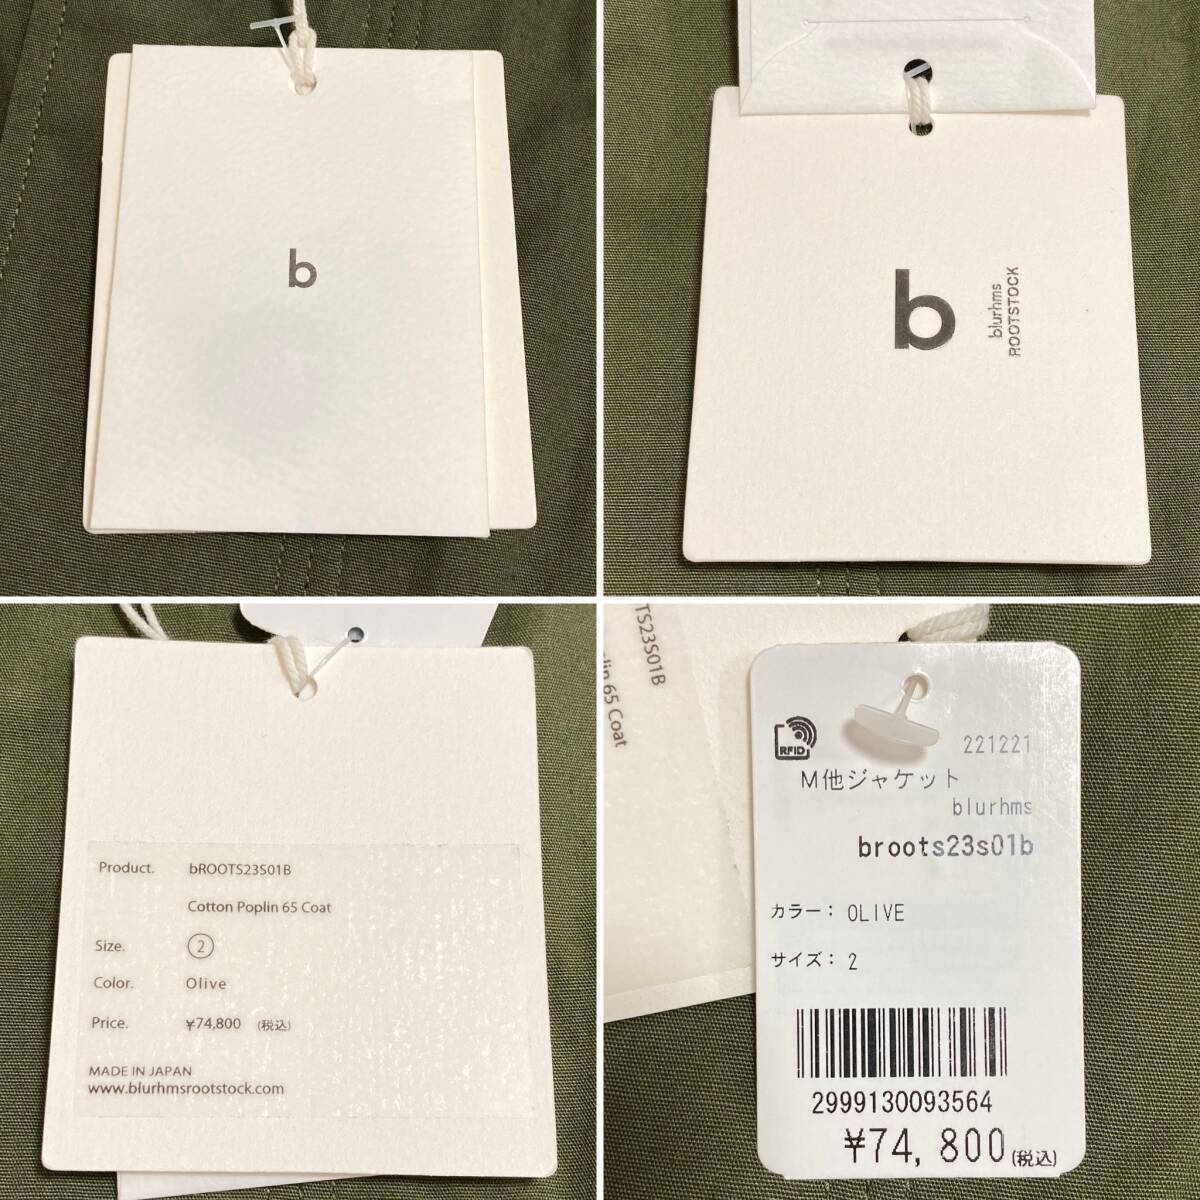 b
b
blurhms
ROOTSTOCK
Product. bROOTS23S01B
Cotton Poplin 65 Coat
Size. 2
Color. Olive
Price. ¥74,800 (税込)
MADE IN JAPAN
www.blurhmsrootstock.com
TS23S01B
lin 65 Coat
RFID
221221
M他ジャケット
blurhms
broots23s01b
カラー: OLIVE
サイズ: 2
2999130093564
¥74,800(税込)